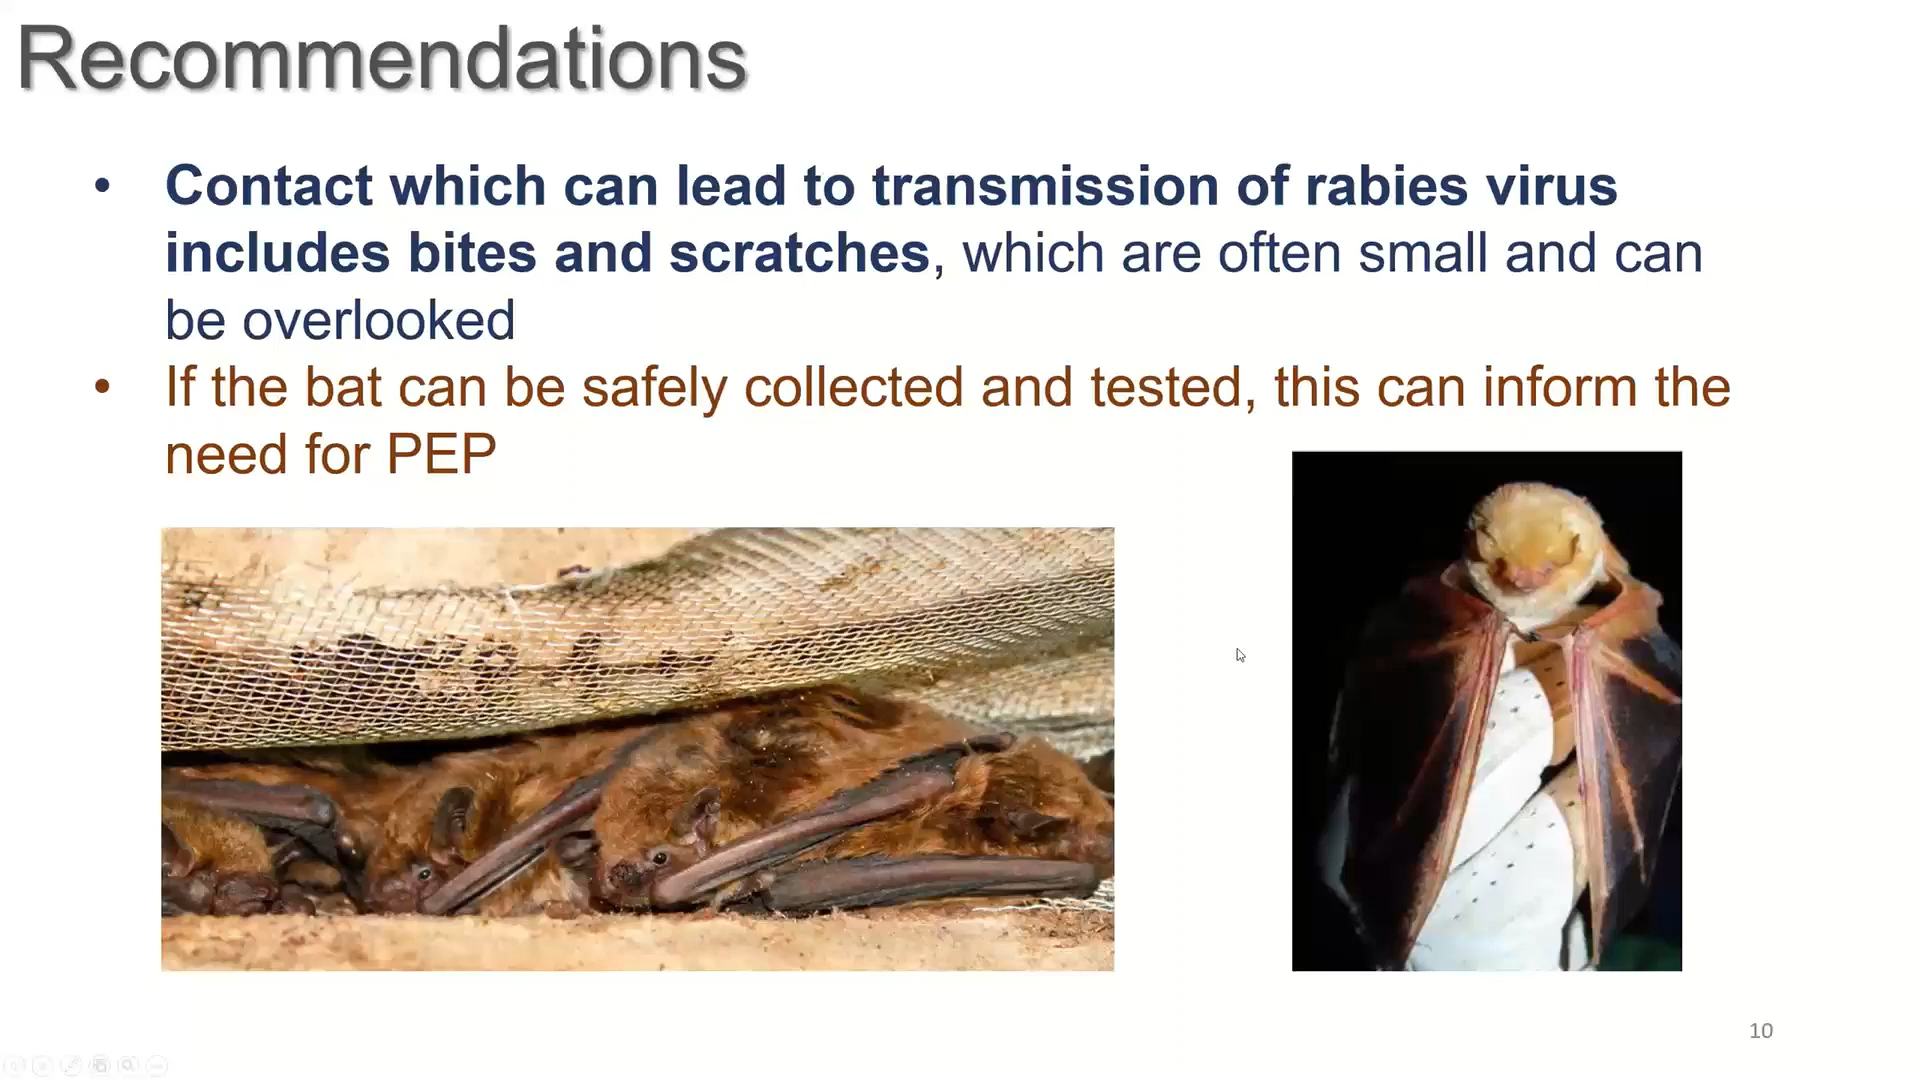 Recommendations
• Contact which can lead to transmission of rabies virus
includes bites and scratches, which are often small and can
be overlooked
• If the bat can be safely collected and tested, this can inform the
need for PEP
10